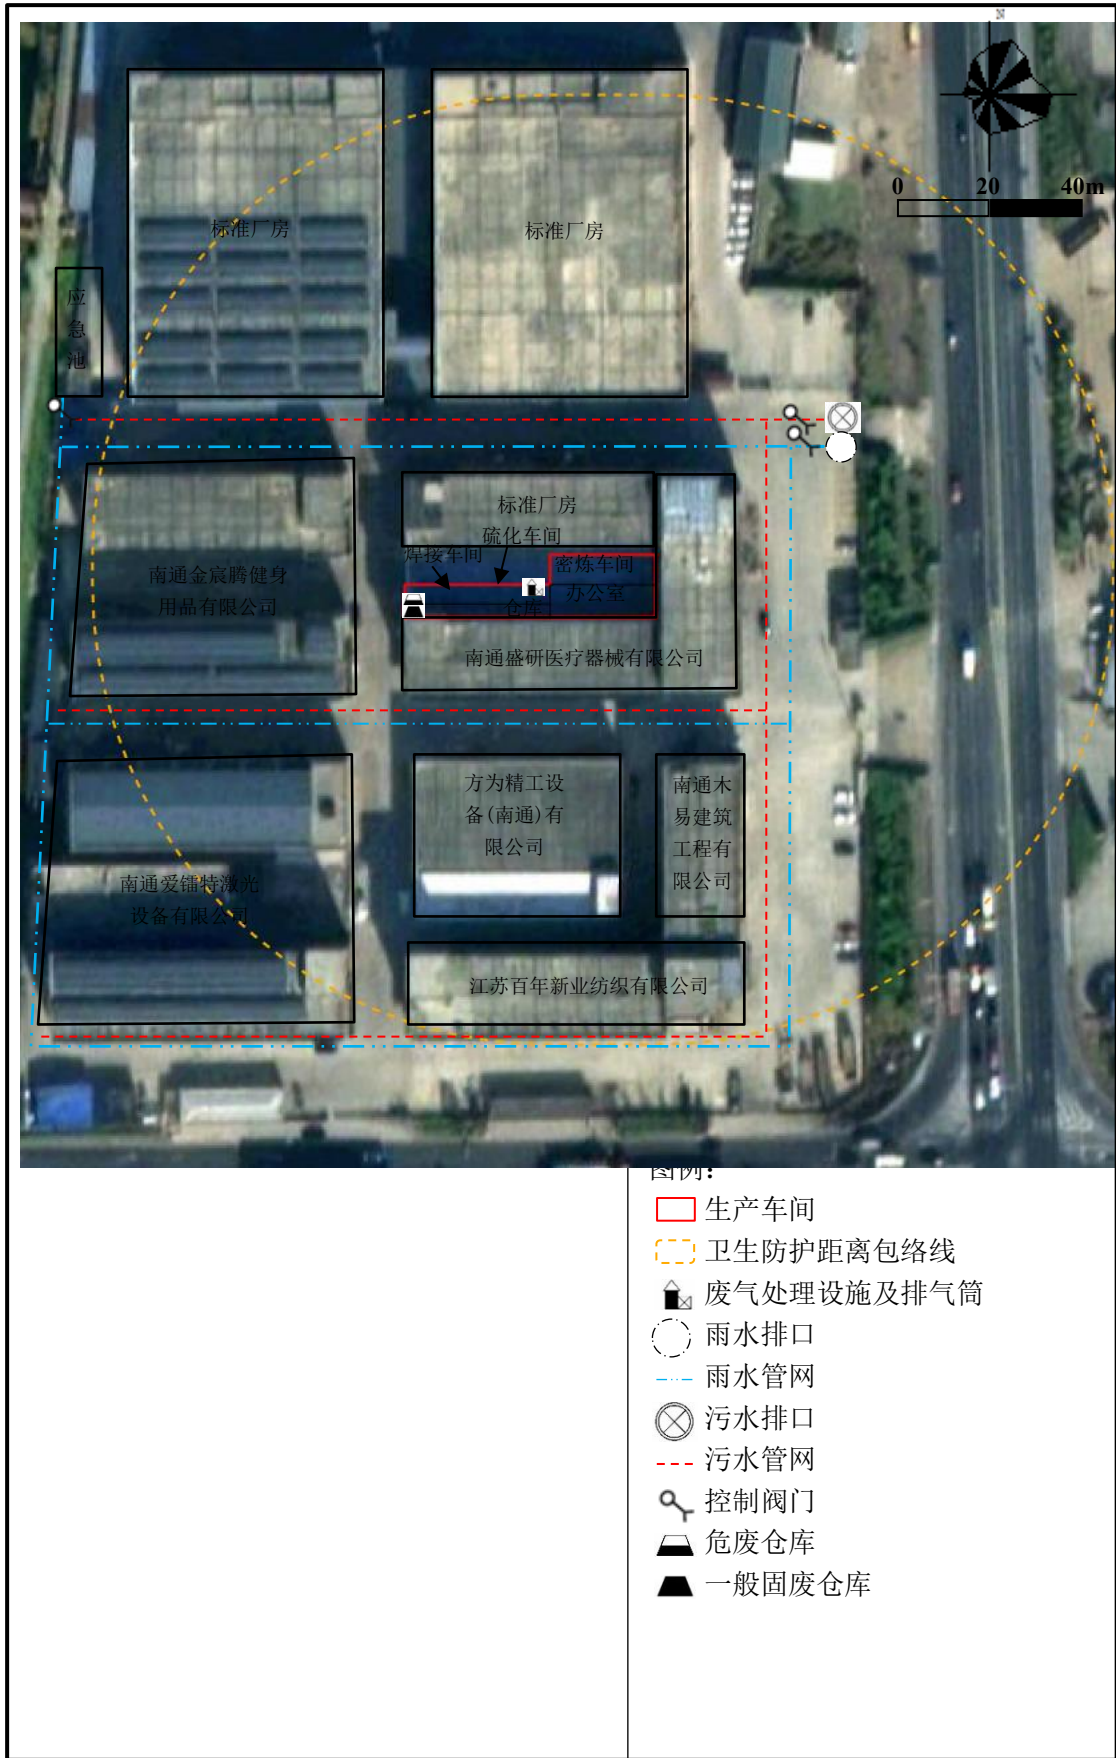 N
0 20 40m
标准厂房
标准厂房
应
急
池
标准厂房
硫化车间
焊接车间
密炼车间
办公室
仓库
南通金宸腾健身
用品有限公司
南通盛研医疗器械有限公司
方为精工设
备(南通)有
限公司
南通木
易建筑
工程有
限公司
南通爱镭特激光
设备有限公司
江苏百年新业纺织有限公司
图例：
生产车间
卫生防护距离包络线
废气处理设施及排气筒
雨水排口
雨水管网
污水排口
污水管网
控制阀门
危废仓库
一般固废仓库